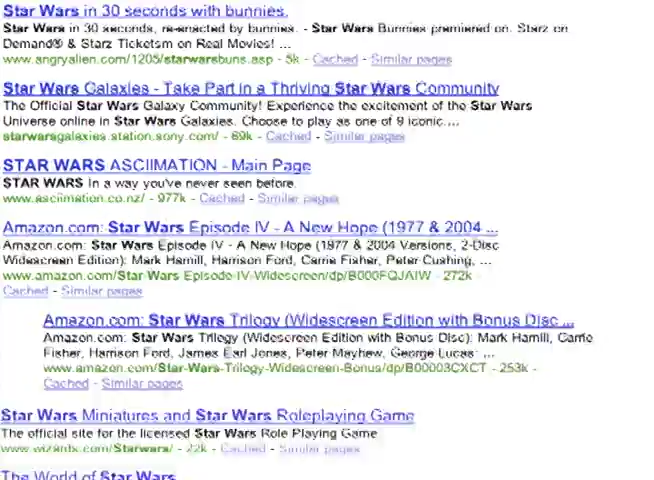 Star Wars in 30 seconds with bunnies.
Star Wars in 30 seconds, re-enacted by bunnies. - Star Wars Bunnies premiered on. Starz on
Demand® & Starz Ticketsm on Real Movies! ...
www.angryalien.com/1205/starwarsbuns.asp - 5k - Cached - Similar pages
Star Wars Galaxies - Take Part in a Thriving Star Wars Community
The Official Star Wars Galaxy Community! Experience the excitement of the Star Wars
Universe online in Star Wars Galaxies. Choose to play as one of 9 iconic....
starwarsgalaxies.station.sony.com/ - 69k - Cached - Similar pages
STAR WARS ASCIIMATION - Main Page
STAR WARS In a way you've never seen before.
www.asciimation.co.nz/ - 977k - Cached - Similar pages
Amazon.com: Star Wars Episode IV - A New Hope (1977 & 2004 ...
Amazon.com: Star Wars Episode IV - A New Hope (1977 & 2004 Versions, 2-Disc
Widescreen Edition): Mark Hamill, Harrison Ford, Carrie Fisher, Peter Cushing, ...
www.amazon.com/Star-Wars-Episode-IV-Widescreen/dp/B000FQJAIW - 272k -
Cached - Similar pages
Amazon.com: Star Wars Trilogy (Widescreen Edition with Bonus Disc ...
Amazon.com: Star Wars Trilogy (Widescreen Edition with Bonus Disc): Mark Hamill, Carrie
Fisher, Harrison Ford, James Earl Jones, Peter Mayhew, George Lucas: ...
www.amazon.com/Star-Wars-Trilogy-Widescreen-Bonus/dp/B00003CXCT - 253k -
Cached - Similar pages
Star Wars Miniatures and Star Wars Roleplaying Game
The official site for the licensed Star Wars Role Playing Game
www.wizards.com/Starwars/ - 22k - Cached - Similar pages
The World of Star Wars